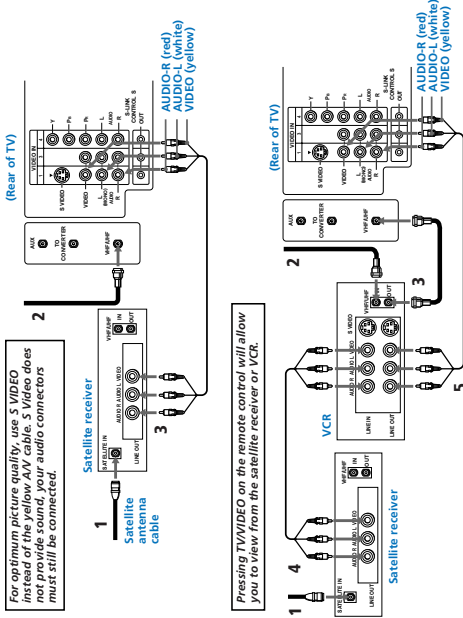 For optimum picture quality, use S VIDEO
instead of the yellow A/V cable. S Video does
not provide sound, your audio connectors
must still be connected.
(Rear of TV)
2
AUX
TO
CONVERTER
VHF/UHF
VIDEO IN
S VIDEO
VIDEO
L
(MONO)
AUDIO
R
Y
PB
PR
L
AUDIO
R
S-LINK
CONTROL S
OUT
AUDIO-R (red)
AUDIO-L (white)
VIDEO (yellow)
Satellite receiver
SATELLITE IN
VHF/UHF
IN
OUT
AUDIO R AUDIO L VIDEO
LINE OUT
1
Satellite
antenna
cable
3
Pressing TV/VIDEO on the remote control will allow
you to view from the satellite receiver or VCR.
(Rear of TV)
2
AUX
TO
CONVERTER
VHF/UHF
VIDEO IN
S VIDEO
VIDEO
L
(MONO)
AUDIO
R
Y
PB
PR
L
AUDIO
R
S-LINK
CONTROL S
OUT
AUDIO-R (red)
AUDIO-L (white)
VIDEO (yellow)
3
VCR
AUDIO R AUDIO L VIDEO
S VIDEO
VHF/UHF
IN
OUT
LINE IN
LINE OUT
5
1
4
SATELLITE IN
VHF/UHF
IN
OUT
AUDIO R AUDIO L VIDEO
LINE OUT
Satellite receiver